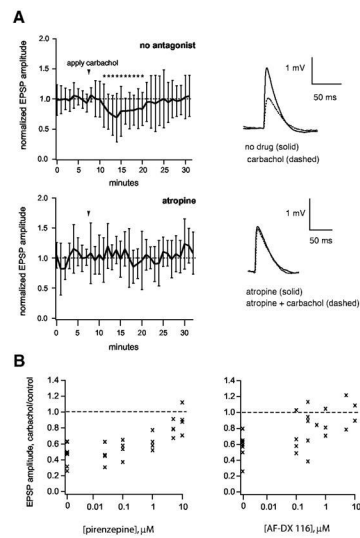 A
no antagonist
apply carbachol
***********
normalized EPSP amplitude
2.0
1.5
1.0
0.5
0.0
0 5 10 15 20 25 30
minutes
1 mV
50 ms
no drug (solid)
carbachol (dashed)
atropine
normalized EPSP amplitude
2.0
1.5
1.0
0.5
0.0
0 5 10 15 20 25 30
minutes
1 mV
50 ms
atropine (solid)
atropine + carbachol (dashed)
B
EPSP amplitude, carbachol/control
1.4
1.2
1.0
0.8
0.6
0.4
0.2
0.0
0 0.01 0.1 1 10
[pirenzepine], μM
1.4
1.2
1.0
0.8
0.6
0.4
0.2
0.0
0 0.01 0.1 1 10
[AF-DX 116], μM